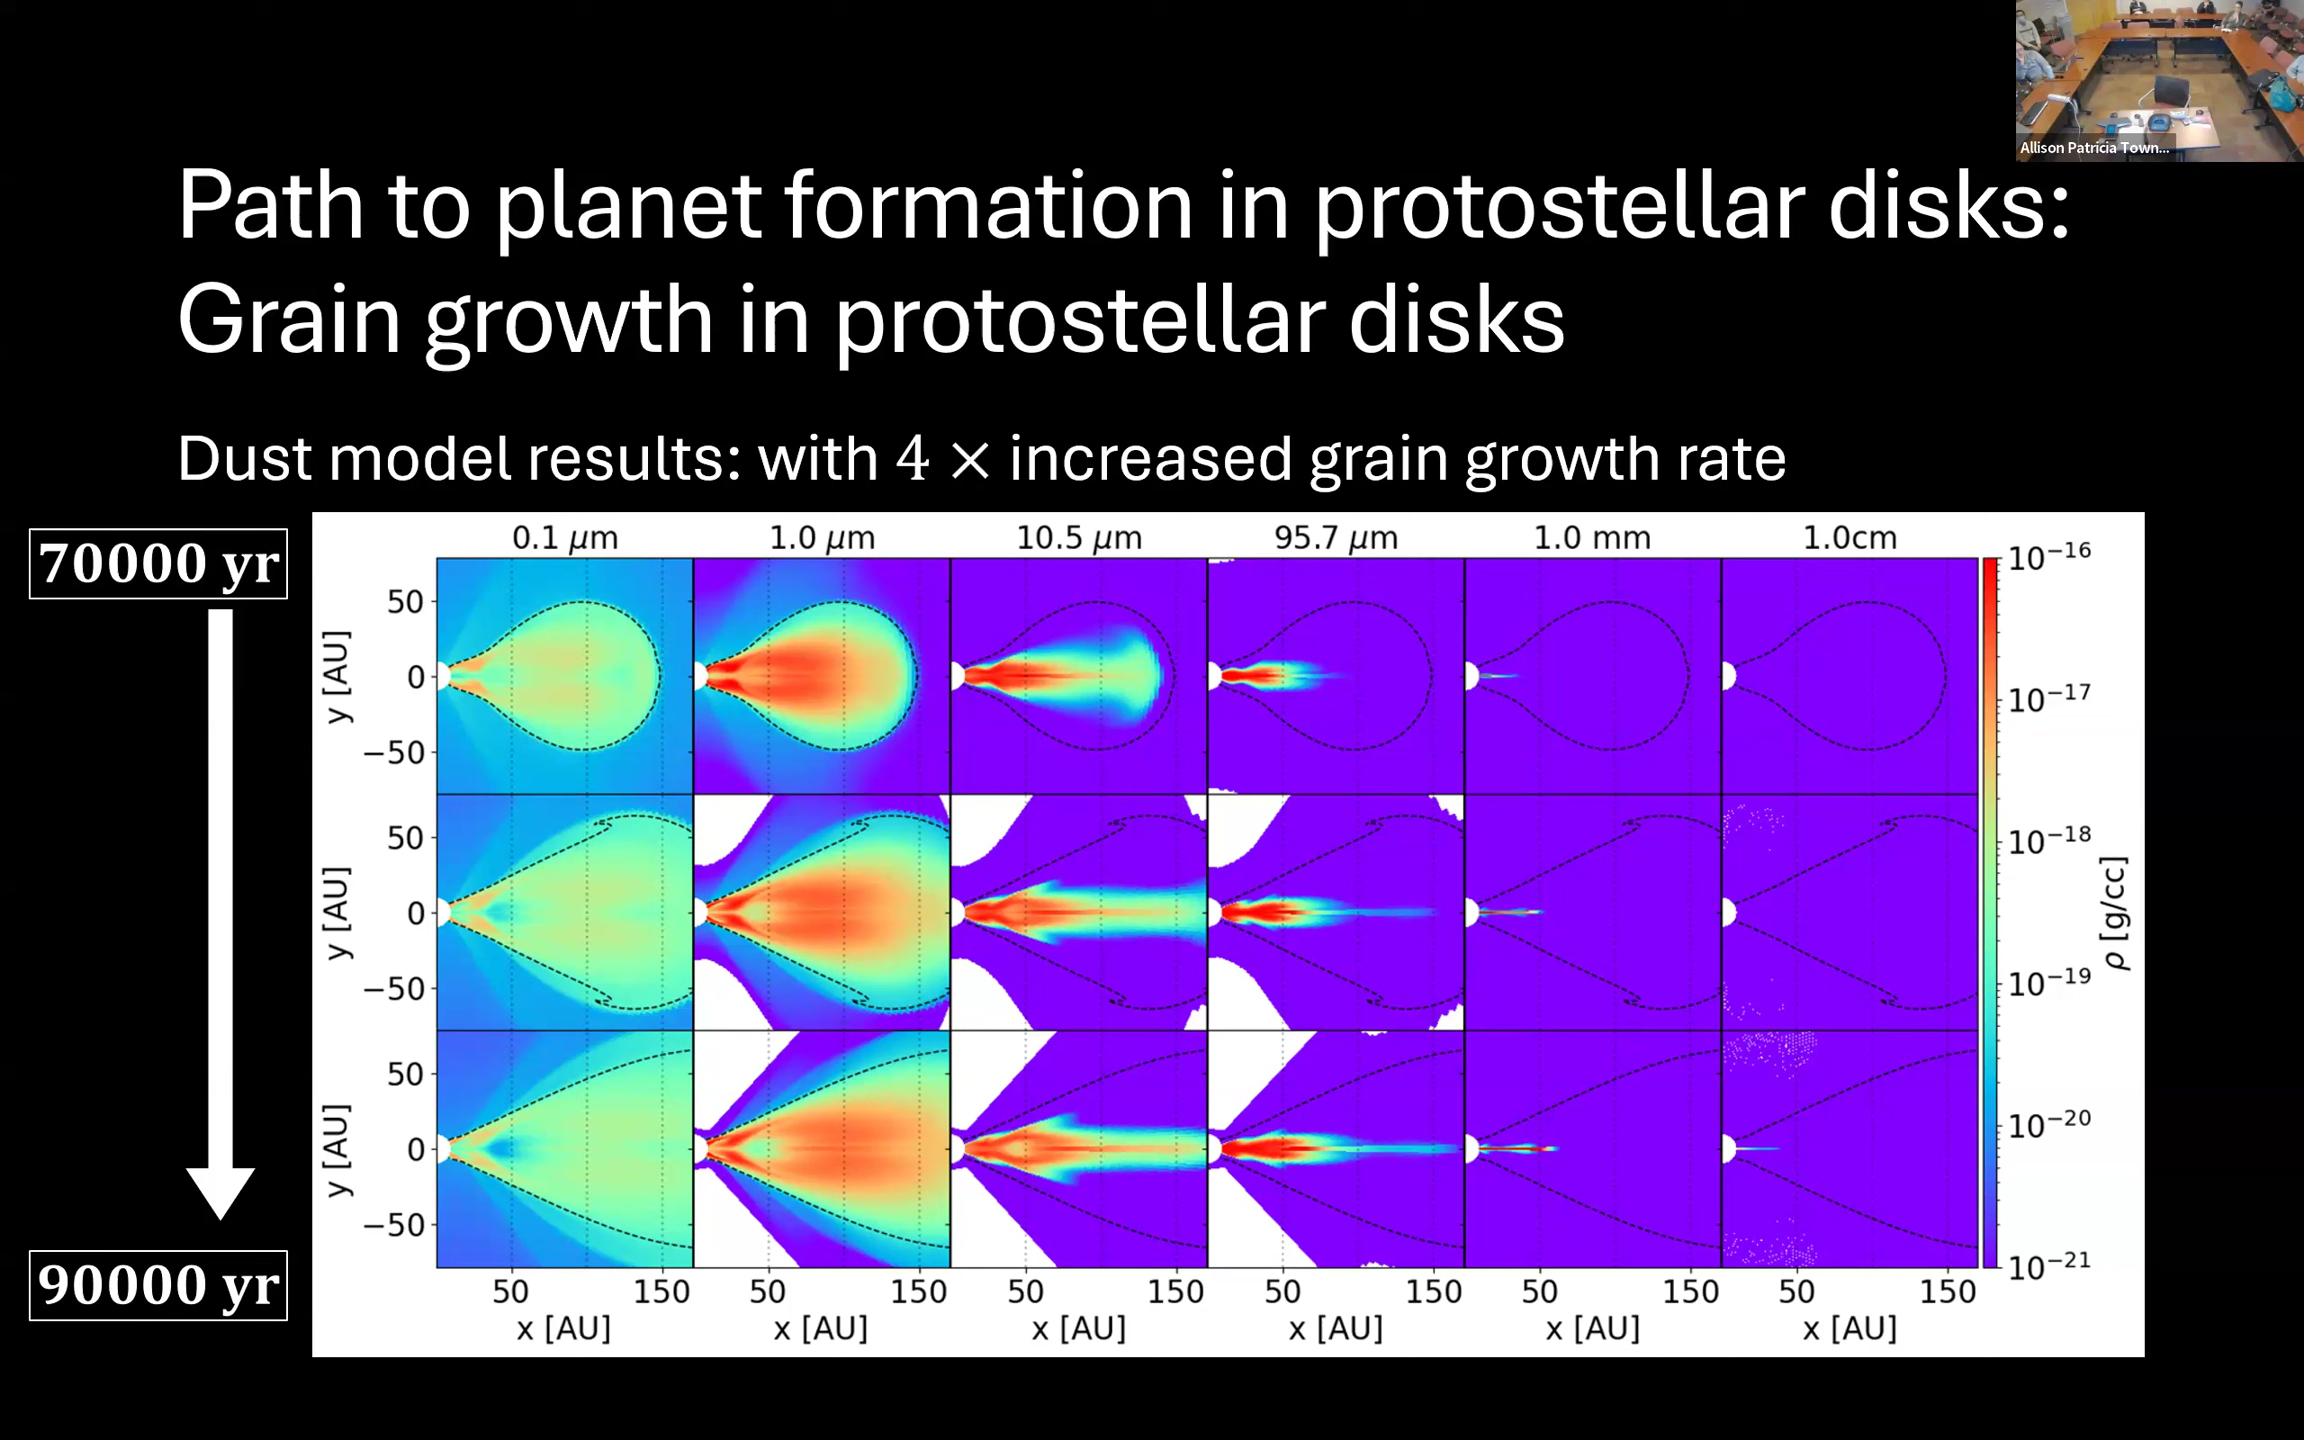 Allison Patricia Town...
Path to planet formation in protostellar disks:
Grain growth in protostellar disks
Dust model results: with 4 × increased grain growth rate
70000 yr
90000 yr
0.1 μm 1.0 μm 10.5 μm 95.7 μm 1.0 mm 1.0cm
y [AU] 50 0 −50
y [AU] 50 0 −50
y [AU] 50 0 −50
50 150 50 150 50 150 50 150 50 150 50 150
x [AU] x [AU] x [AU] x [AU] x [AU] x [AU]
10⁻¹⁶
10⁻¹⁷
10⁻¹⁸
10⁻¹⁹
10⁻²⁰
10⁻²¹
ρ [g/cc]